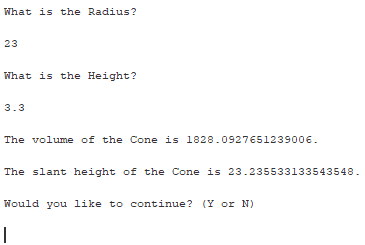 What is the Radius?
23
What is the Height?
3.3
The volume of the Cone is 1828.0927651239006.
The slant height of the Cone is 23.235533133543548.
Would you like to continue? (Y or N)